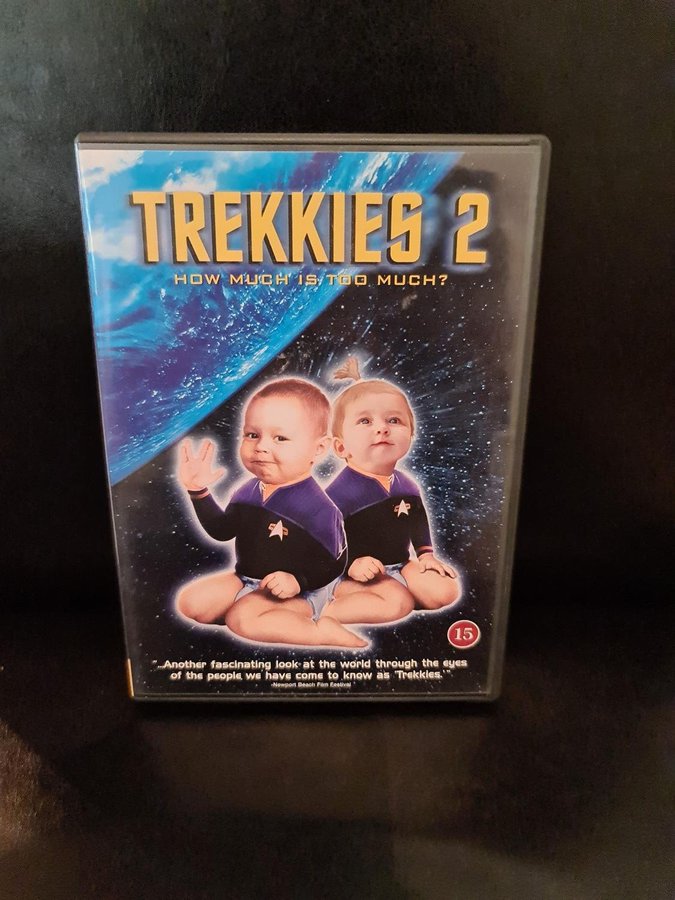 TREKKIES 2
HOW MUCH IS TOO MUCH?
15
"...Another fascinating look at the world through the eyes
of the people we have come to know as 'Trekkies.'"
-Newport Beach Film Festival